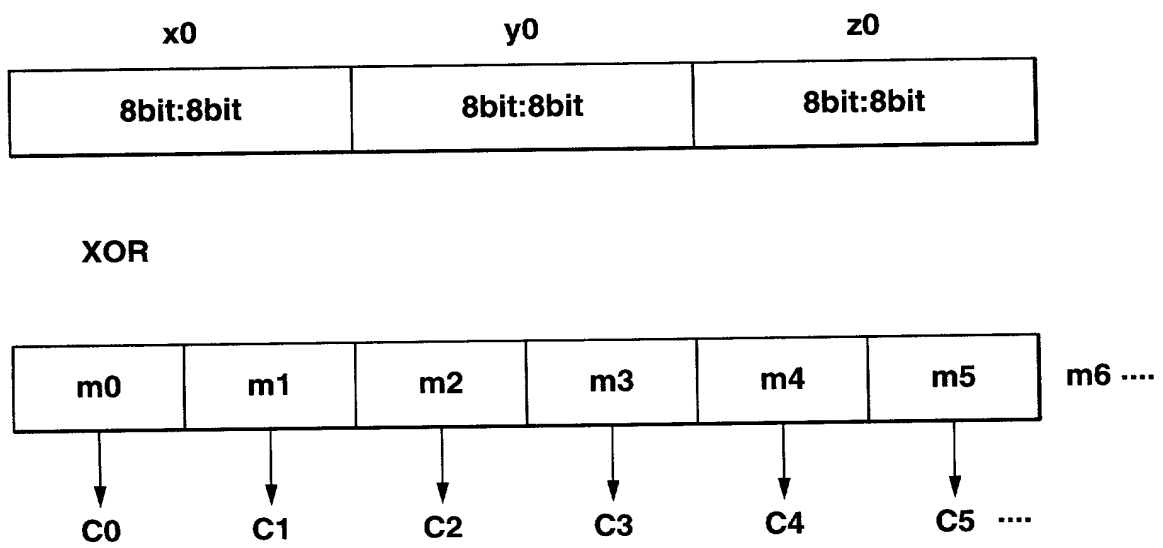 x0 y0 z0
8bit:8bit 8bit:8bit 8bit:8bit
XOR
m0 m1 m2 m3 m4 m5 m6 ....
C0 C1 C2 C3 C4 C5 ....